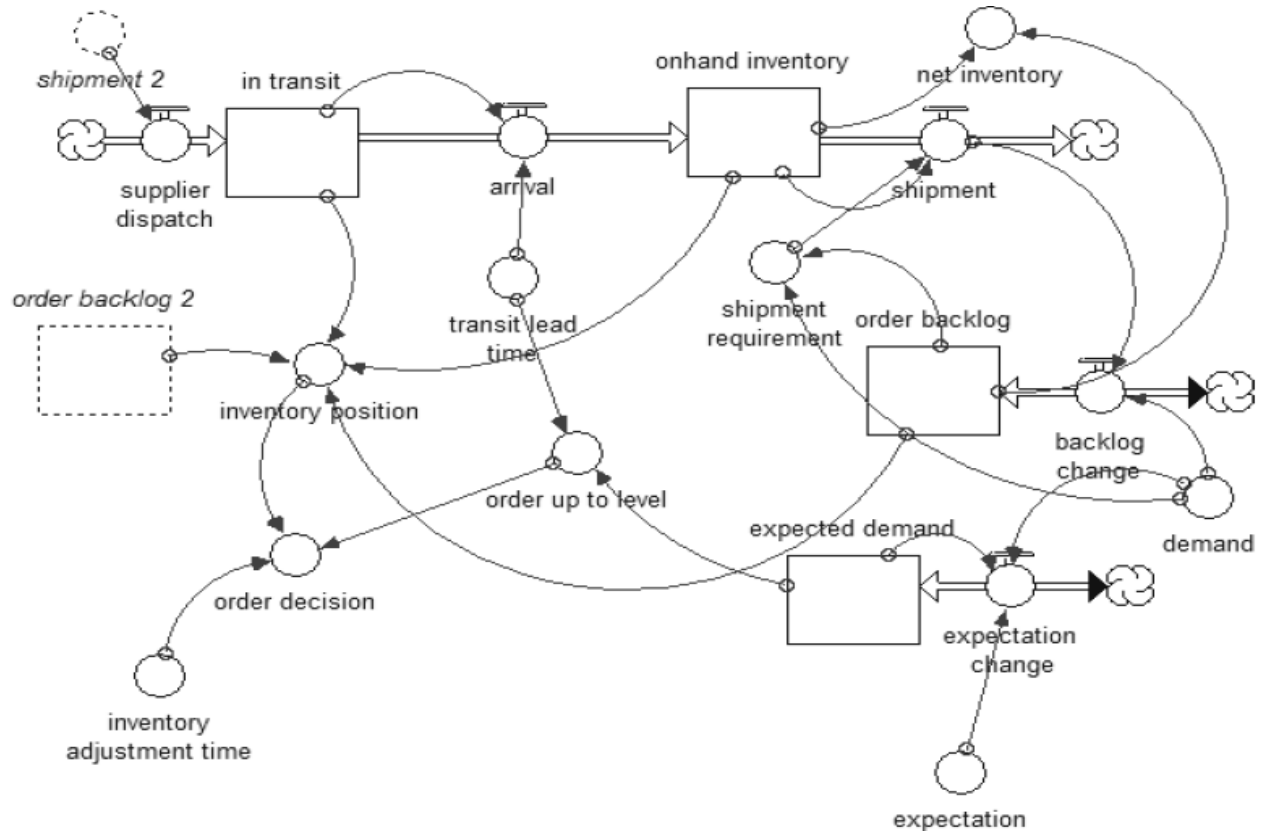 shipment 2
in transit
onhand inventory
net inventory
supplier
dispatch
arrival
shipment
order backlog 2
transit lead
time
shipment
requirement
order backlog
inventory position
backlog
change
order up to level
expected demand
demand
order decision
expectation
change
inventory
adjustment time
expectation